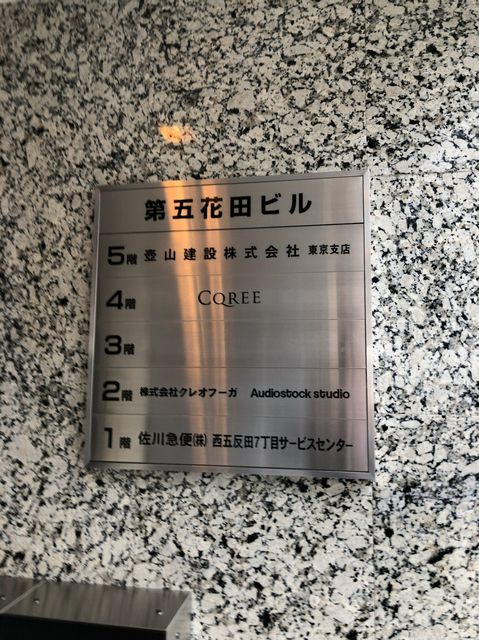 第五花田ビル
5階 壺山建設株式会社 東京支店
4階 CQREE
3階
2階 株式会社クレオフーガ Audiostock studio
1階 佐川急便㈱ 西五反田7丁目サービスセンター